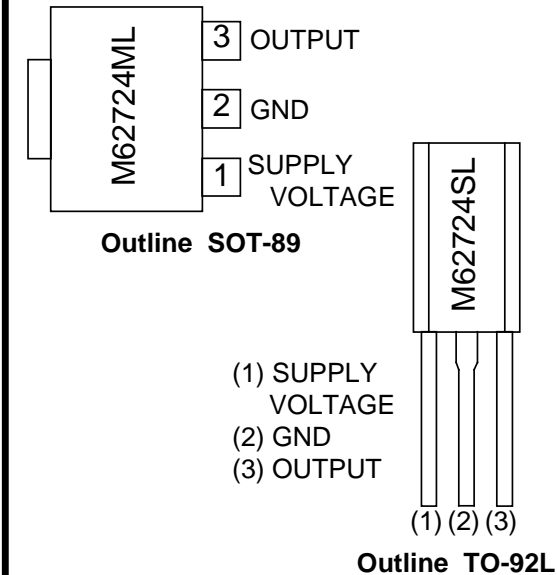 M62724ML
3 OUTPUT
2 GND
1 SUPPLY
VOLTAGE
Outline SOT-89
M62724SL
(1) SUPPLY
VOLTAGE
(2) GND
(3) OUTPUT
(1) (2) (3)
Outline TO-92L